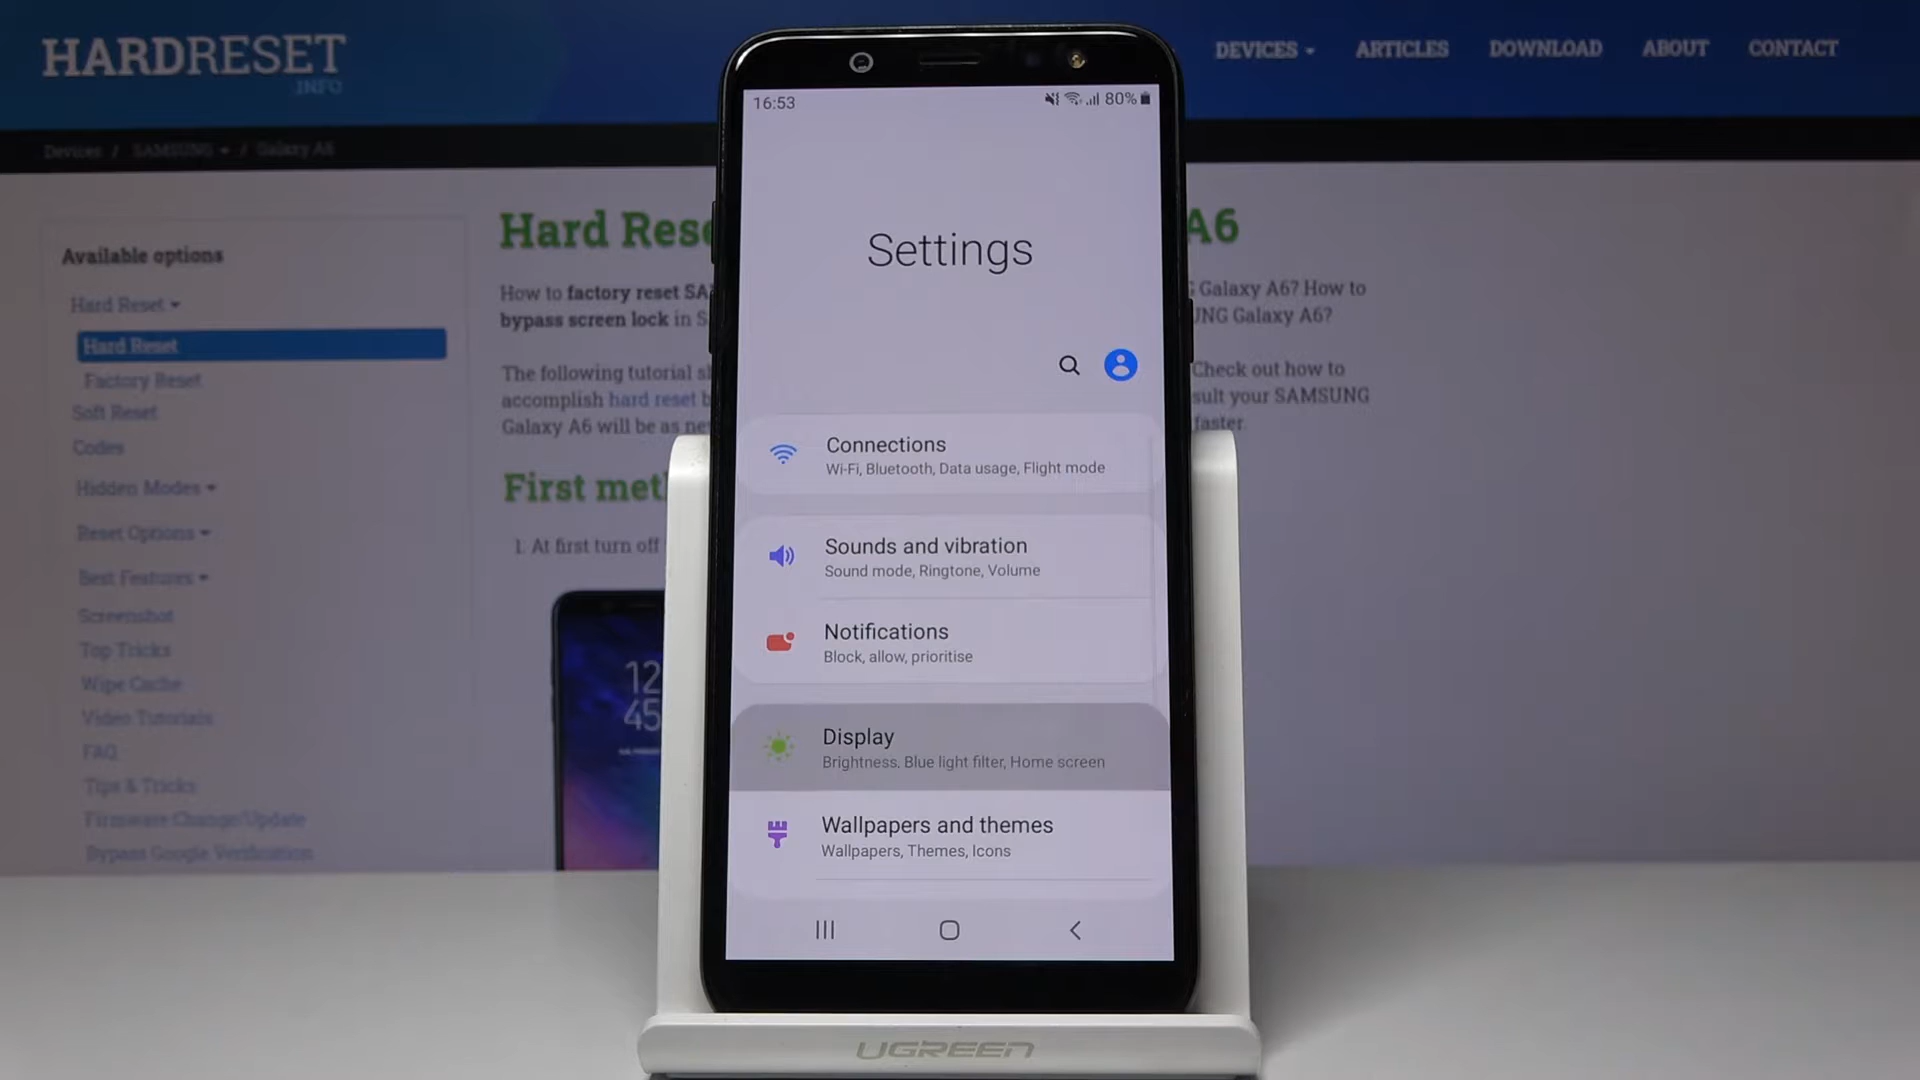 HARDRESET
.INFO
DEVICES ARTICLES DOWNLOAD ABOUT CONTACT
Devices / SAMSUNG / Galaxy A6
Available options
Hard Reset
Hard Reset
Factory Reset
Soft Reset
Codes
Hidden Modes
Reset Options
Best Features
Screenshot
Top Tricks
Wipe Cache
Video Tutorials
FAQ
Tips & Tricks
Firmware Change/Update
Bypass Google Verification
Hard Res A6
How to factory reset SA Galaxy A6? How to
bypass screen lock in S NG Galaxy A6?
The following tutorial s Check out how to
accomplish hard reset b sult your SAMSUNG
Galaxy A6 will be as ne faster.
First met
1. At first turn off
12
45
16:53
80%
Settings
Connections
Wi-Fi, Bluetooth, Data usage, Flight mode
Sounds and vibration
Sound mode, Ringtone, Volume
Notifications
Block, allow, prioritise
Display
Brightness, Blue light filter, Home screen
Wallpapers and themes
Wallpapers, Themes, Icons
UGREEN